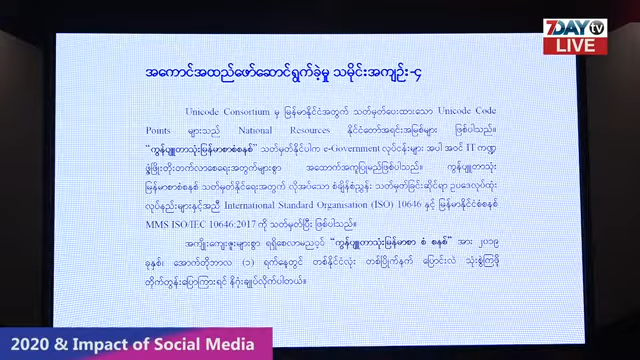 7DAY tv
LIVE
အကောင်အထည်ဖော်ဆောင်ရွက်ခဲ့မှု သမိုင်းအကျဉ်း-၄
Unicode Consortium မှ မြန်မာနိုင်ငံအတွက် သတ်မှတ်ပေးထားသော Unicode Code
Points များသည် National Resources နိုင်ငံတော်အရင်းအမြစ်များ ဖြစ်ပါသည်။
“ကွန်ပျူတာသုံးမြန်မာစာစံစနစ်” သတ်မှတ်နိုင်ပါက e-Government လုပ်ငန်းများ အပါ အဝင် IT ကဏ္ဍ
ဖွံ့ဖြိုးတိုးတက်လာစေရေးအတွက်များစွာ အထောက်အကူပြုမည်ဖြစ်ပါသည်။ ကွန်ပျူတာသုံး
မြန်မာစာစံစနစ် သတ်မှတ်နိုင်ရေးအတွက် လိုအပ်သော စံချိန်စံညွှန်း သတ်မှတ်ခြင်းဆိုင်ရာ ဥပဒေလုပ်ထုံး
လုပ်နည်းများနှင့်အညီ International Standard Organisation (ISO) 10646 နှင့် မြန်မာနိုင်ငံစံစနစ်
MMS ISO/IEC 10646:2017 ကို သတ်မှတ်ပြီး ဖြစ်ပါသည်။
အကျိုးကျေးဇူးများစွာ ရရှိစေလာမည့် “ကွန်ပျူတာသုံးမြန်မာစာ စံ စနစ်” အား ၂၀၁၉
ခုနှစ်၊ အောက်တိုဘာလ (၁) ရက်နေ့တွင် တစ်နိုင်ငံလုံး တစ်ပြိုက်နက် ပြောင်းလဲ သုံးစွဲကြဖို့
တိုက်တွန်းပြောကြားရင် နိဂုံးချုပ်လိုက်ပါတယ်။
2020 & Impact of Social Media